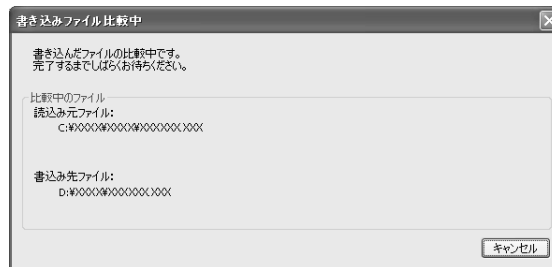 書き込みファイル比較中
書き込んだファイルの比較中です。
完了するまでしばらくお待ちください。
比較中のファイル
読込み元ファイル:
C:¥XXXX¥XXXX¥XXXXXXX.XXX
書込み先ファイル:
D:¥XXXX¥XXXXXXX.XXX
キャンセル